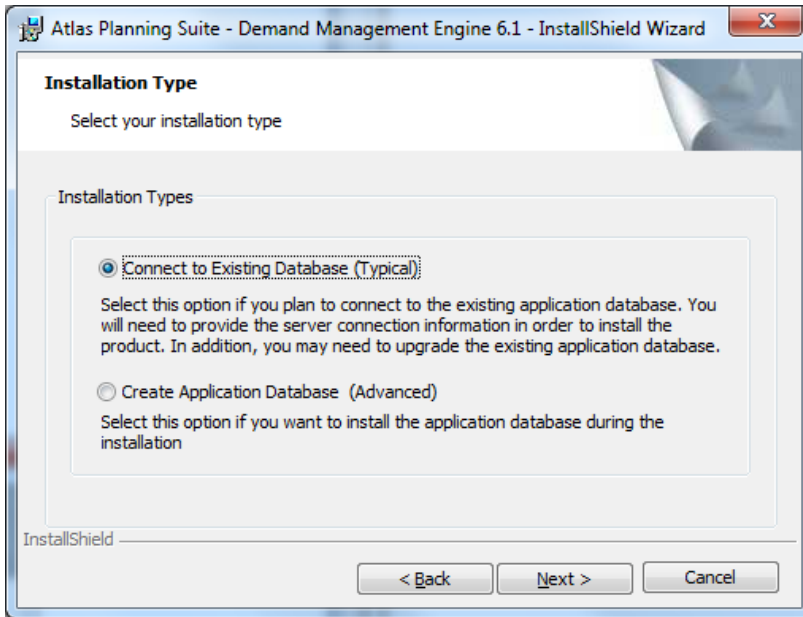 Atlas Planning Suite - Demand Management Engine 6.1 - InstallShield Wizard
Installation Type
Select your installation type
Installation Types
Connect to Existing Database (Typical)
Select this option if you plan to connect to the existing application database. You
will need to provide the server connection information in order to install the
product. In addition, you may need to upgrade the existing application database.
Create Application Database  (Advanced)
Select this option if you want to install the application database during the
installation
InstallShield
< Back
Next >
Cancel